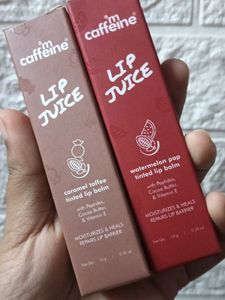 m
caffeine
LIP
JUICE
caramel toffee
tinted lip balm
with Peptides,
Cocoa Butter,
& Vitamin E
MOISTURIZES & HEALS
REPAIRS LIP BARRIER
m
caffeine
LIP
JUICE
watermelon pop
tinted lip balm
with Peptides,
Cocoa Butter,
& Vitamin E
MOISTURIZES & HEALS
REPAIRS LIP BARRIER